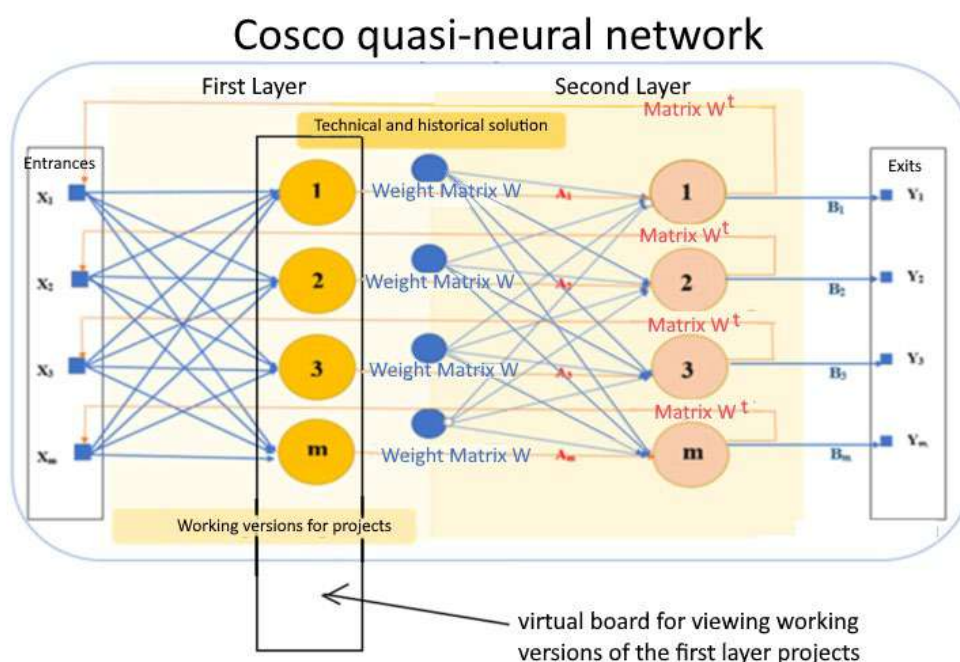 Cosco quasi-neural network
First Layer
Second Layer
Matrix W t
Technical and historical solution
Entrances
Exits
X₁
1
Weight Matrix W
A₁
1
B₁
Y₁
Matrix W t
X₂
2
Weight Matrix W
A₂
2
B₂
Y₂
Matrix W t
X₃
3
Weight Matrix W
A₃
3
B₃
Y₃
Matrix W t
Xₘ
m
Weight Matrix W
Aₘ
m
Bₘ
Yₘ
Working versions for projects
virtual board for viewing working
versions of the first layer projects